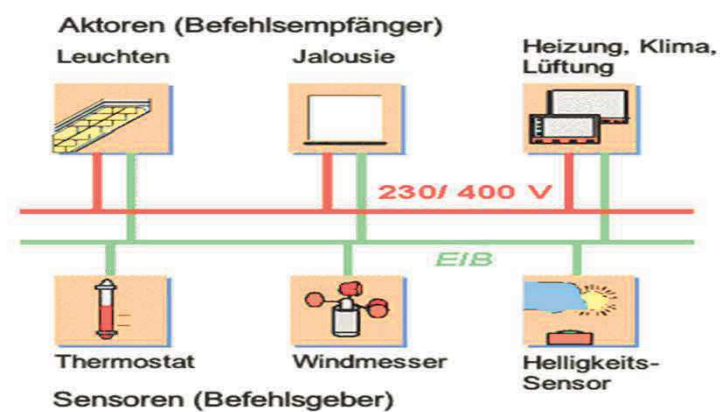 Aktoren (Befehlsempfänger)
Leuchten
Jalousie
Heizung, Klima,
Lüftung
230/ 400 V
EIB
Thermostat
Windmesser
Helligkeits-
Sensor
Sensoren (Befehlsgeber)